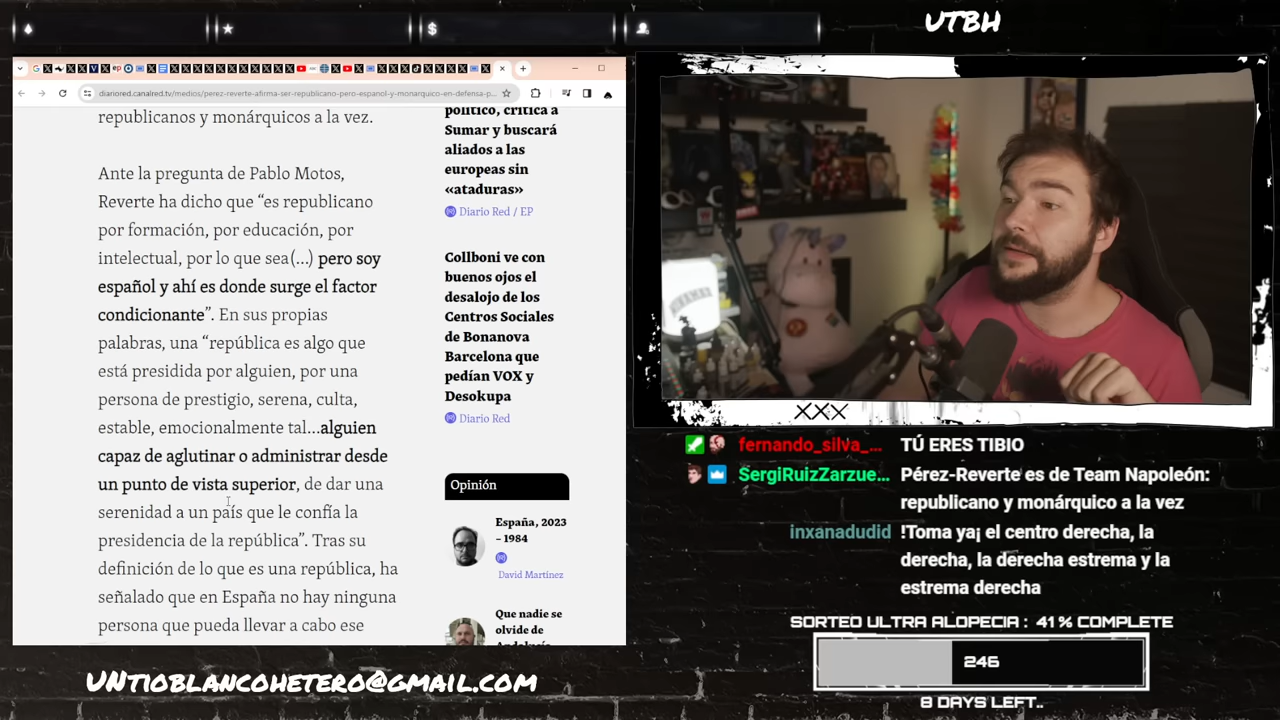 UTBH
diariored.canalred.tv/medios/perez-reverte-afirma-ser-republicano-pero-espanol-y-monarquico-en-defensa-p...
republicanos y monárquicos a la vez.
Ante la pregunta de Pablo Motos,
Reverte ha dicho que “es republicano
por formación, por educación, por
intelectual, por lo que sea(...) pero soy
español y ahí es donde surge el factor
condicionante”. En sus propias
palabras, una “república es algo que
está presidida por alguien, por una
persona de prestigio, serena, culta,
estable, emocionalmente tal...alguien
capaz de aglutinar o administrar desde
un punto de vista superior, de dar una
serenidad a un país que le confía la
presidencia de la república”. Tras su
definición de lo que es una república, ha
señalado que en España no hay ninguna
persona que pueda llevar a cabo ese
político, critica a
Sumar y buscará
aliados a las
europeas sin
«ataduras»
Diario Red / EP
Collboni ve con
buenos ojos el
desalojo de los
Centros Sociales
de Bonanova
Barcelona que
pedían VOX y
Desokupa
Diario Red
Opinión
España, 2023
– 1984
David Martínez
Que nadie se
olvide de
XXX
fernando_silva_... TÚ ERES TIBIO
SergiRuizZarzue... Pérez-Reverte es de Team Napoleón:
republicano y monárquico a la vez
inxanadudid !Toma ya¡ el centro derecha, la
derecha, la derecha estrema y la
estrema derecha
SORTEO ULTRA ALOPECIA : 41% COMPLETE
246
8 DAYS LEFT..
UNTIOBLANCOHETERO@GMAIL.COM